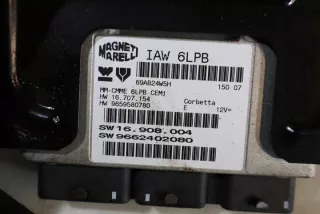 MAGNETI
MARELLI
IAW 6LPB
69AB24W5H
150 07
MM-CMME 6LPB CEM1
HW 16.707.154
Corbetta
HW 9659580780
E
12V=
SW16.908.004
SW9662402080